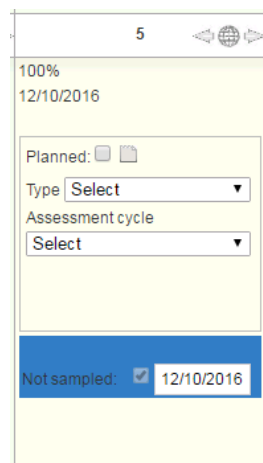 5
100%
12/10/2016
Planned:
Type Select
Assessment cycle
Select
Not sampled: 12/10/2016